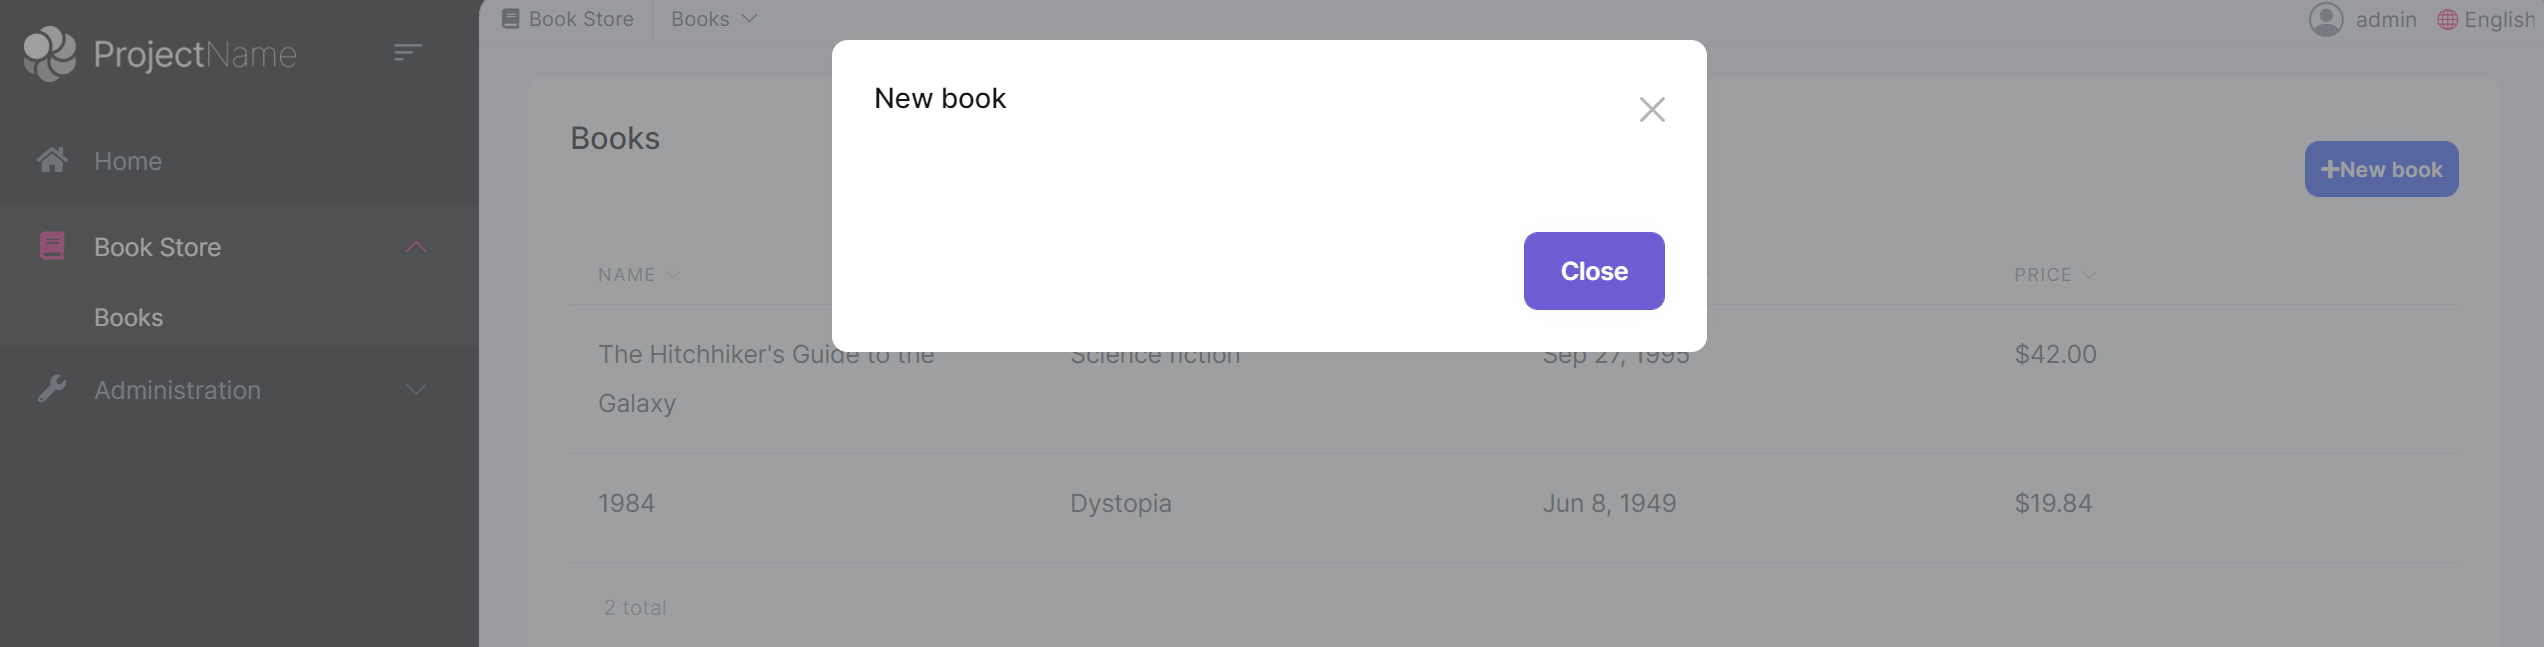 ProjectName
Home
Book Store
Books
Administration
Book Store
Books
admin
English
Books
New book
NAME
PRICE
The Hitchhiker's Guide to the
Galaxy
Science fiction
Sep 27, 1995
$42.00
1984
Dystopia
Jun 8, 1949
$19.84
2 total
New book
Close